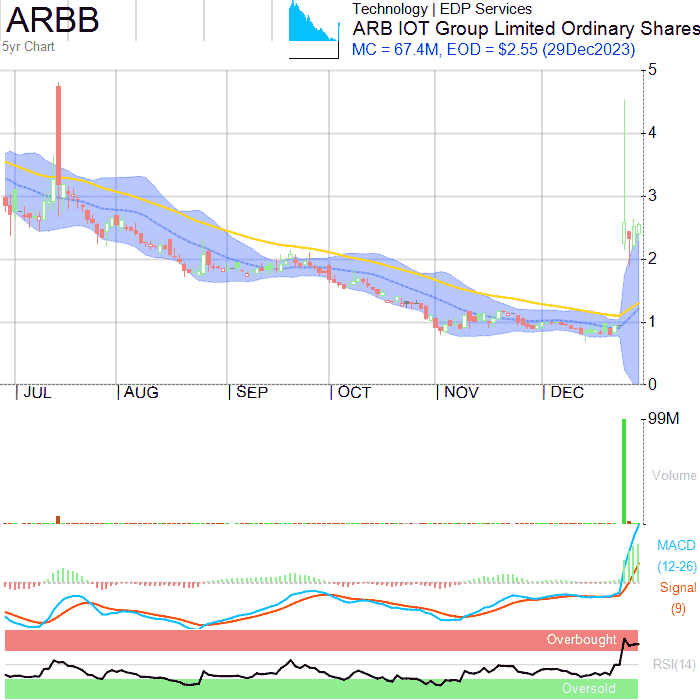 ARBB
5yr Chart
Technology | EDP Services
ARB IOT Group Limited Ordinary Shares
MC = 67.4M, EOD = $2.55 (29Dec2023)
5
4
3
2
1
0
JUL AUG SEP OCT NOV DEC
99M
Volume
MACD
(12-26)
Signal
(9)
Overbought
RSI(14)
Oversold